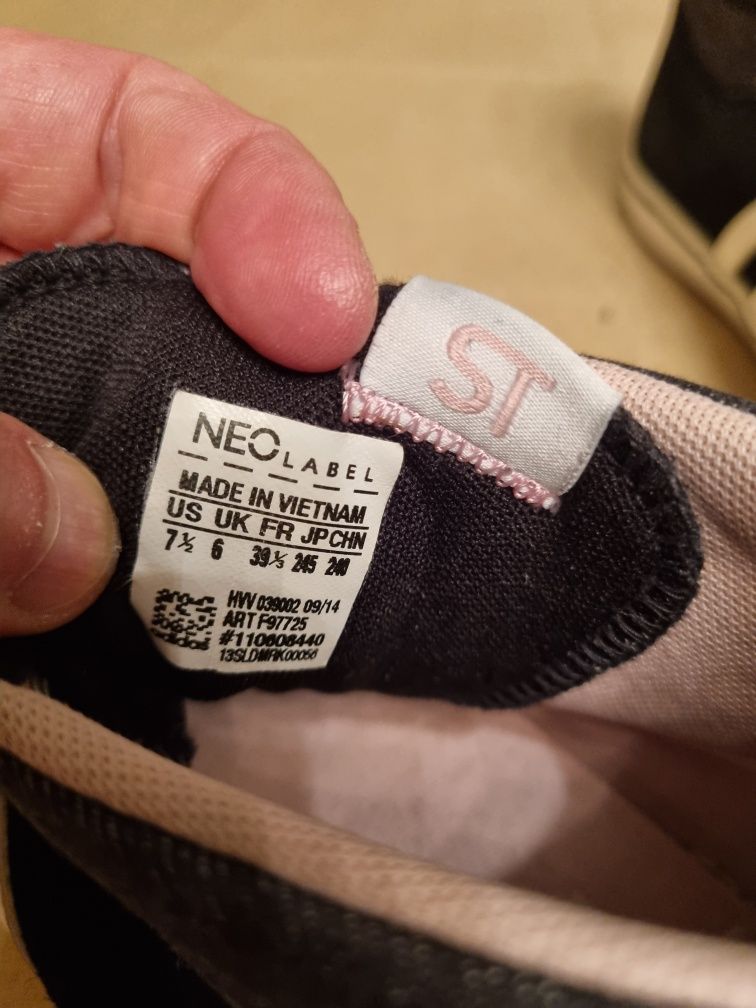 ST
NEO LABEL
MADE IN VIETNAM
US UK FR JP CHN
7½ 6 39⅓ 245 240
HVV 039002 09/14
ART F97725
#110608440
adidas